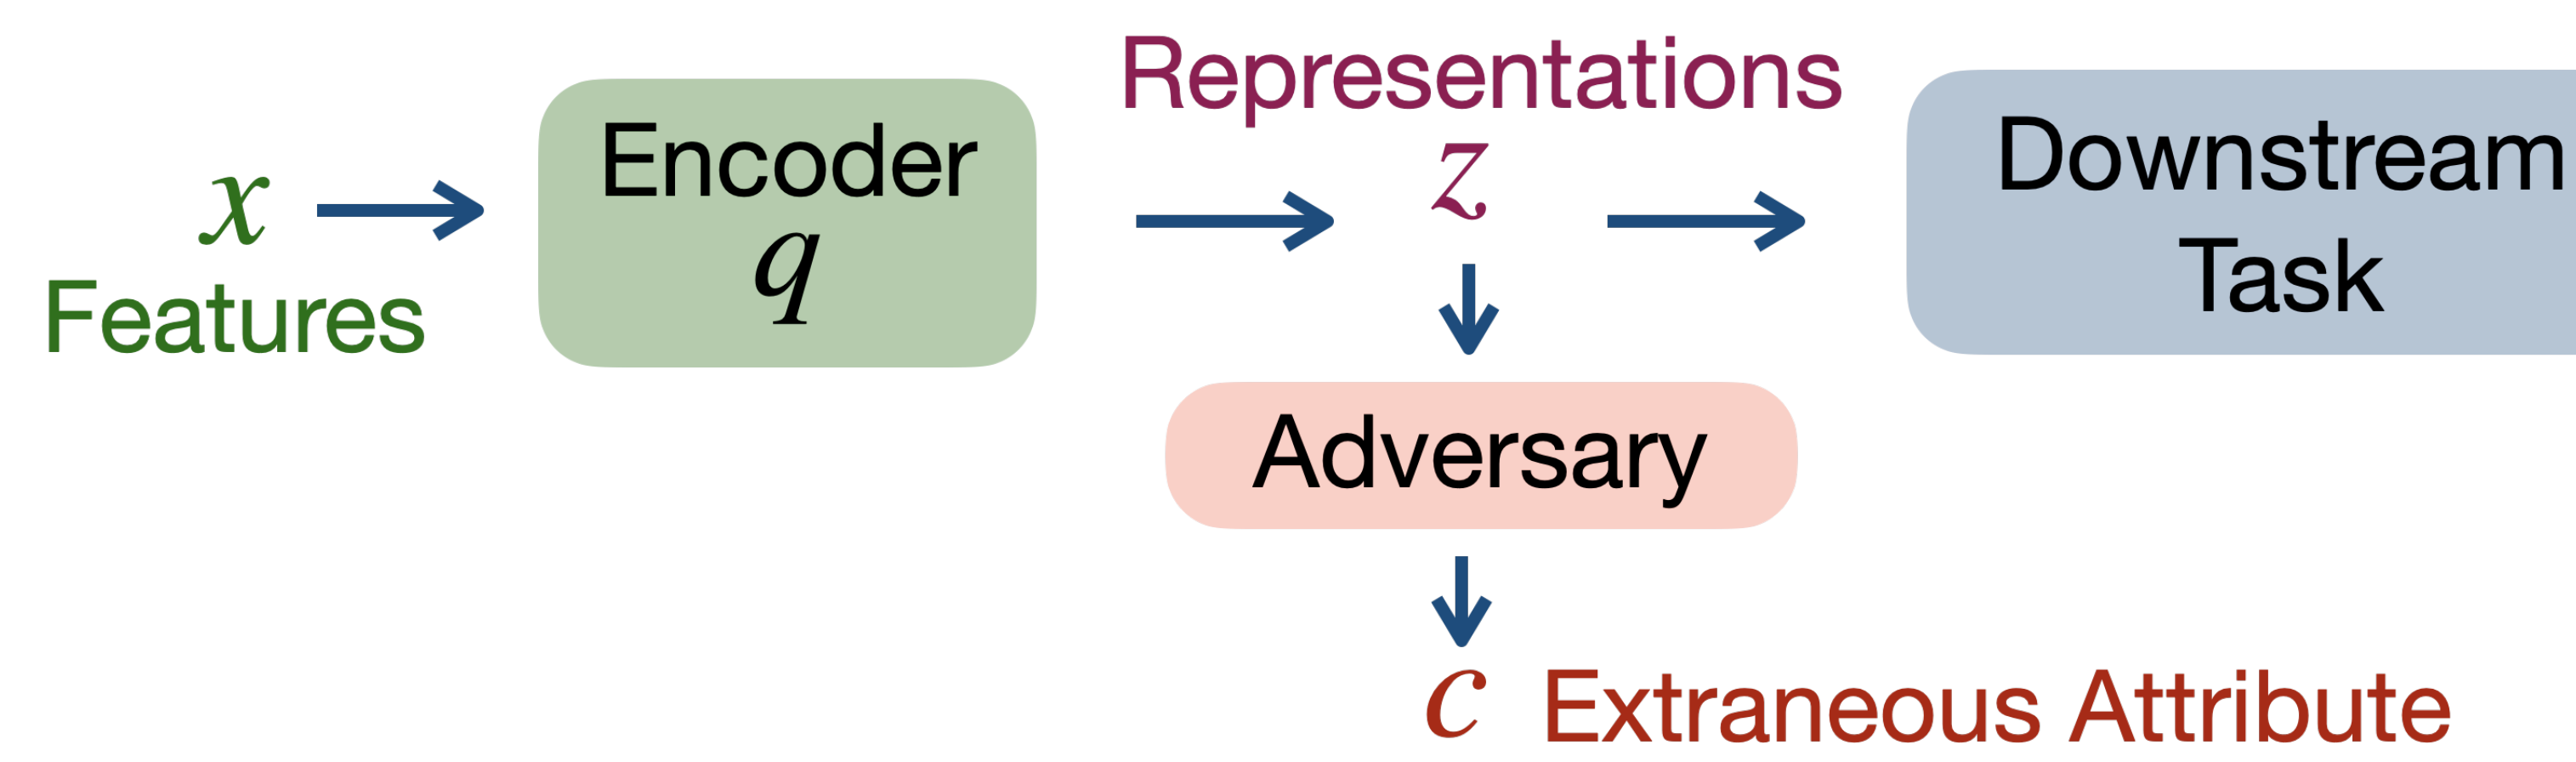 x
Features
Encoder
q
Representations
z
Downstream
Task
Adversary
c Extraneous Attribute